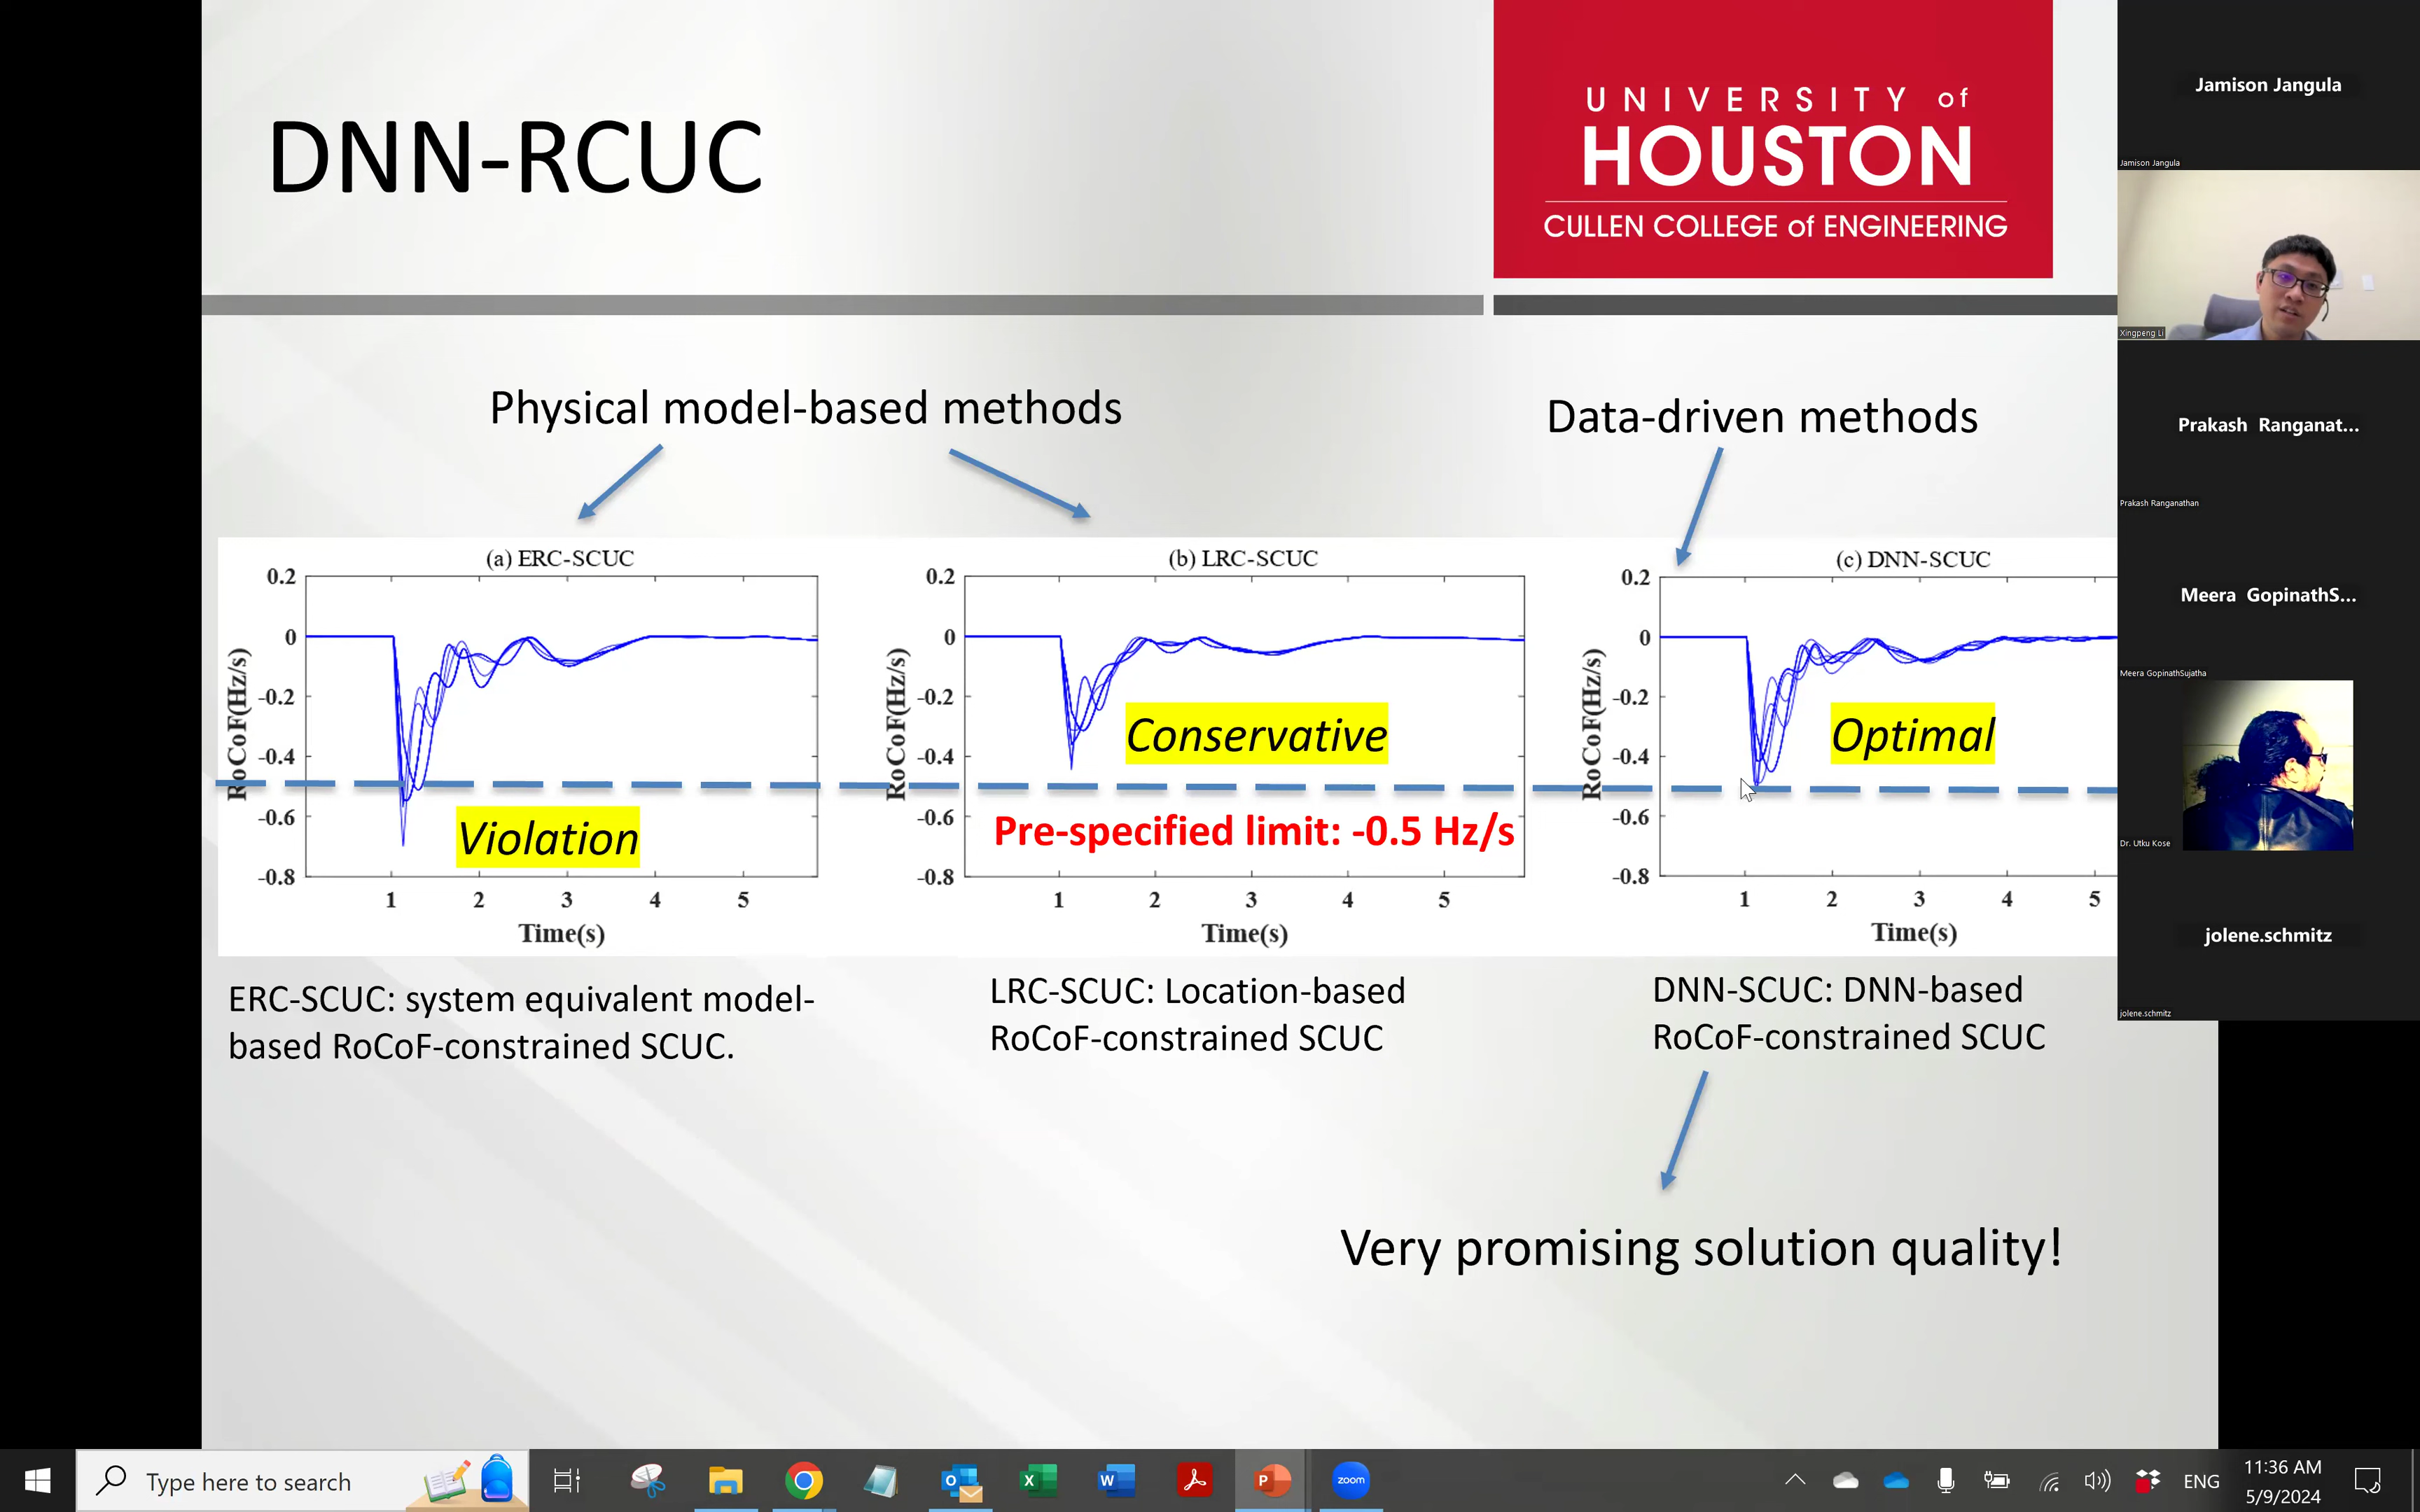 DNN-RCUC
UNIVERSITY of
HOUSTON
CULLEN COLLEGE of ENGINEERING
Physical model-based methods
Data-driven methods
(a) ERC-SCUC
0.2
0
-0.2
-0.4
-0.6
-0.8
RoCoF(Hz/s)
Violation
1 2 3 4 5
Time(s)
(b) LRC-SCUC
0.2
0
-0.2
-0.4
-0.6
-0.8
RoCoF(Hz/s)
Conservative
Pre-specified limit: -0.5 Hz/s
1 2 3 4 5
Time(s)
(c) DNN-SCUC
0.2
0
-0.2
-0.4
-0.6
-0.8
RoCoF(Hz/s)
Optimal
1 2 3 4 5
Time(s)
ERC-SCUC: system equivalent model-
based RoCoF-constrained SCUC.
LRC-SCUC: Location-based
RoCoF-constrained SCUC
DNN-SCUC: DNN-based
RoCoF-constrained SCUC
Very promising solution quality!
Jamison Jangula
Jamison Jangula
Xingpeng Li
Prakash Ranganat...
Prakash Ranganathan
Meera GopinathS...
Meera GopinathSujatha
Dr. Utku Kose
jolene.schmitz
jolene.schmitz
Type here to search
O
X
W
P
zoom
ENG
11:36 AM
5/9/2024